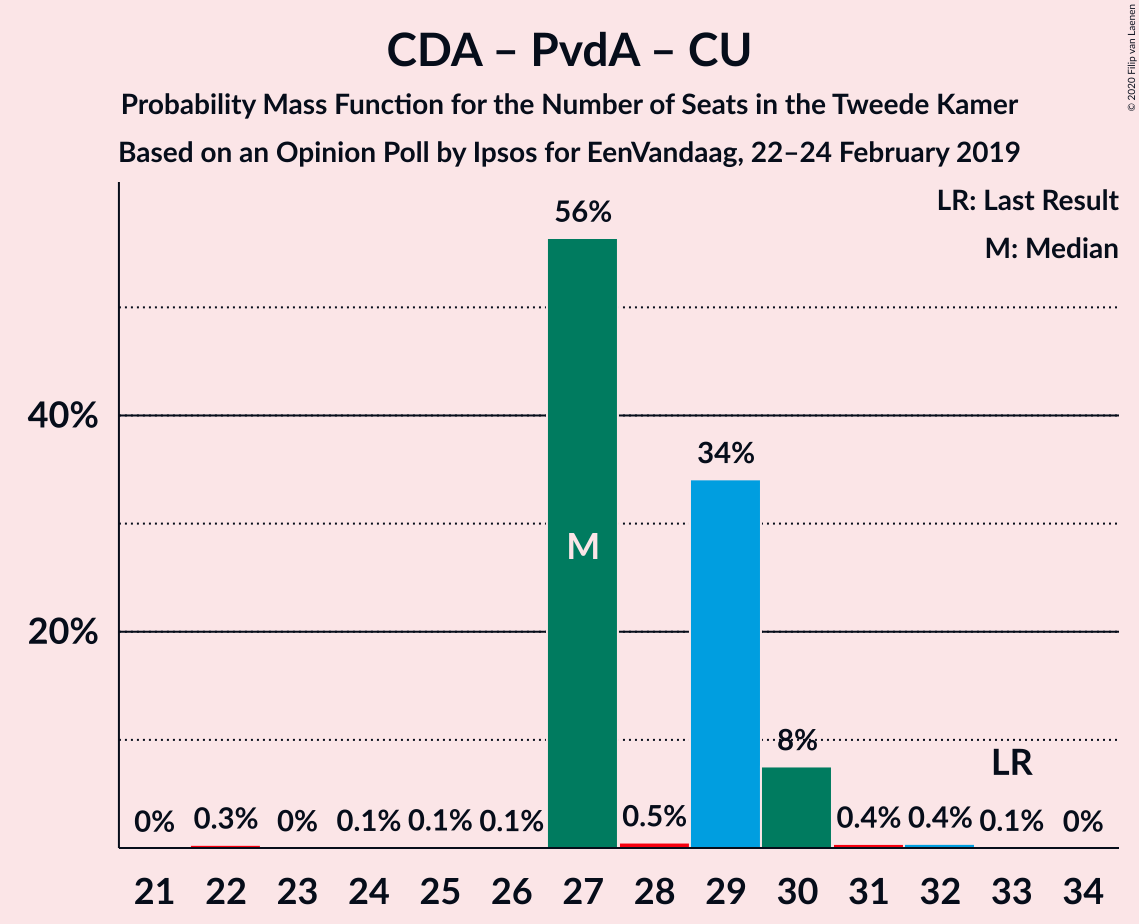 CDA – PvdA – CU
Probability Mass Function for the Number of Seats in the Tweede Kamer
Based on an Opinion Poll by Ipsos for EenVandaag, 22–24 February 2019
© 2020 Filip van Laenen
LR: Last Result
M: Median
56%
40%
34%
M
20%
8%
LR
0% 0.3% 0% 0.1% 0.1% 0.1% 0.5% 0.4% 0.4% 0.1% 0%
21 22 23 24 25 26 27 28 29 30 31 32 33 34